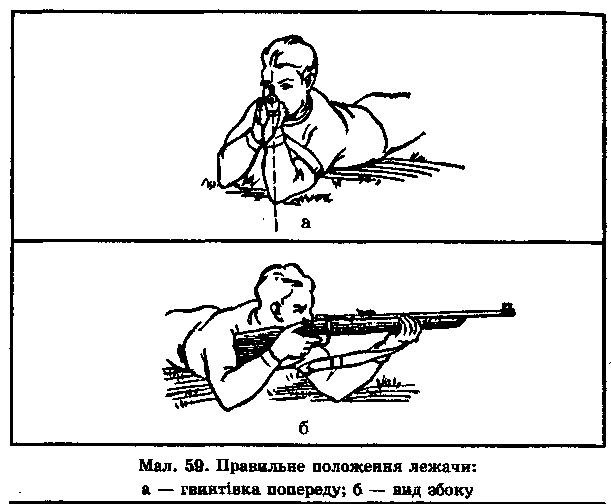 а
б
Мал. 59. Правильне положення лежачи:
а — гвинтівка попереду; б — вид збоку